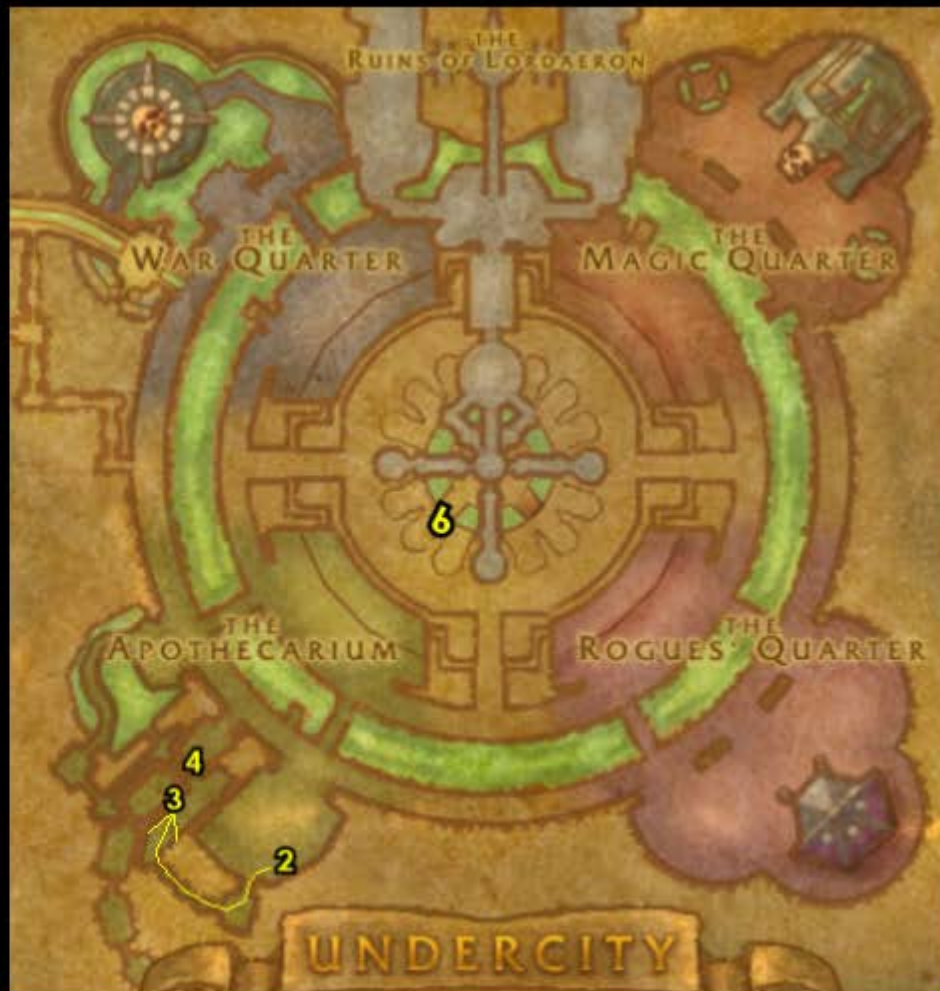 THE
RUINS OF LORDAERON
THE
WAR QUARTER
THE
MAGIC QUARTER
6
THE
APOTHECARIUM
THE
ROGUES' QUARTER
4
3
2
UNDERCITY